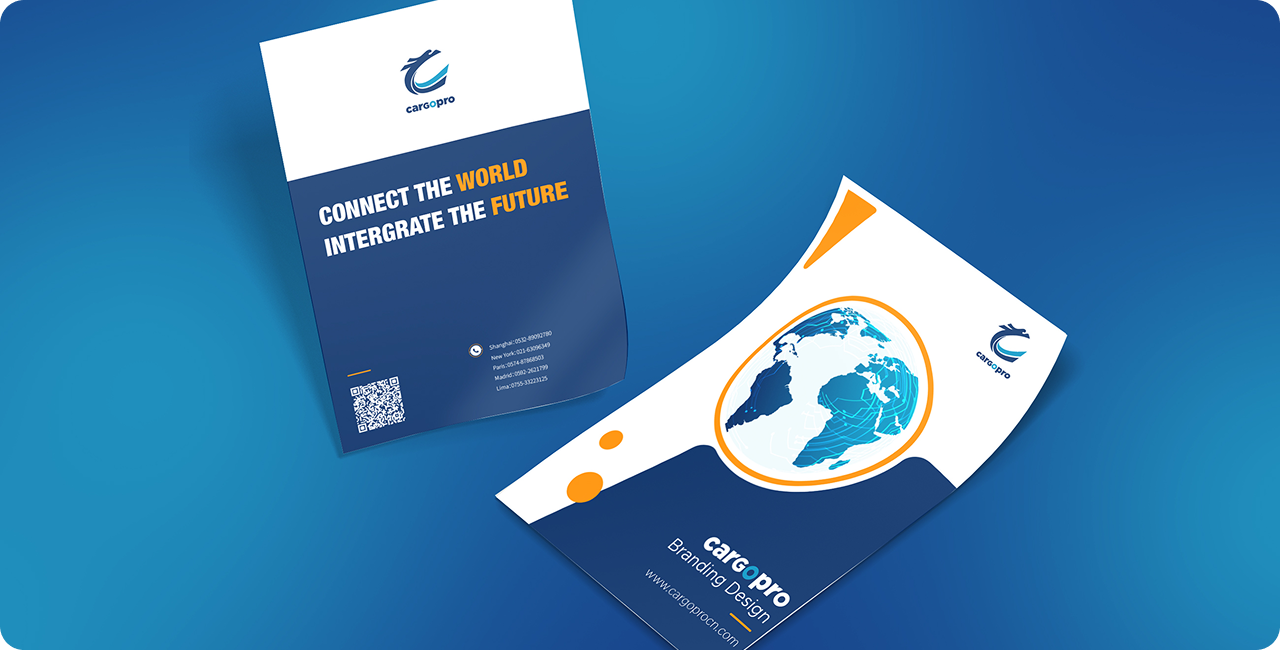 cargopro
CONNECT THE WORLD
INTERGRATE THE FUTURE
Shanghai:0532-89092780
New York:021-63096349
Paris:0574-87868503
Madrid:0592-2621799
Lima:0755-33223125
cargopro
cargopro
Branding Design
www.cargoprocn.com